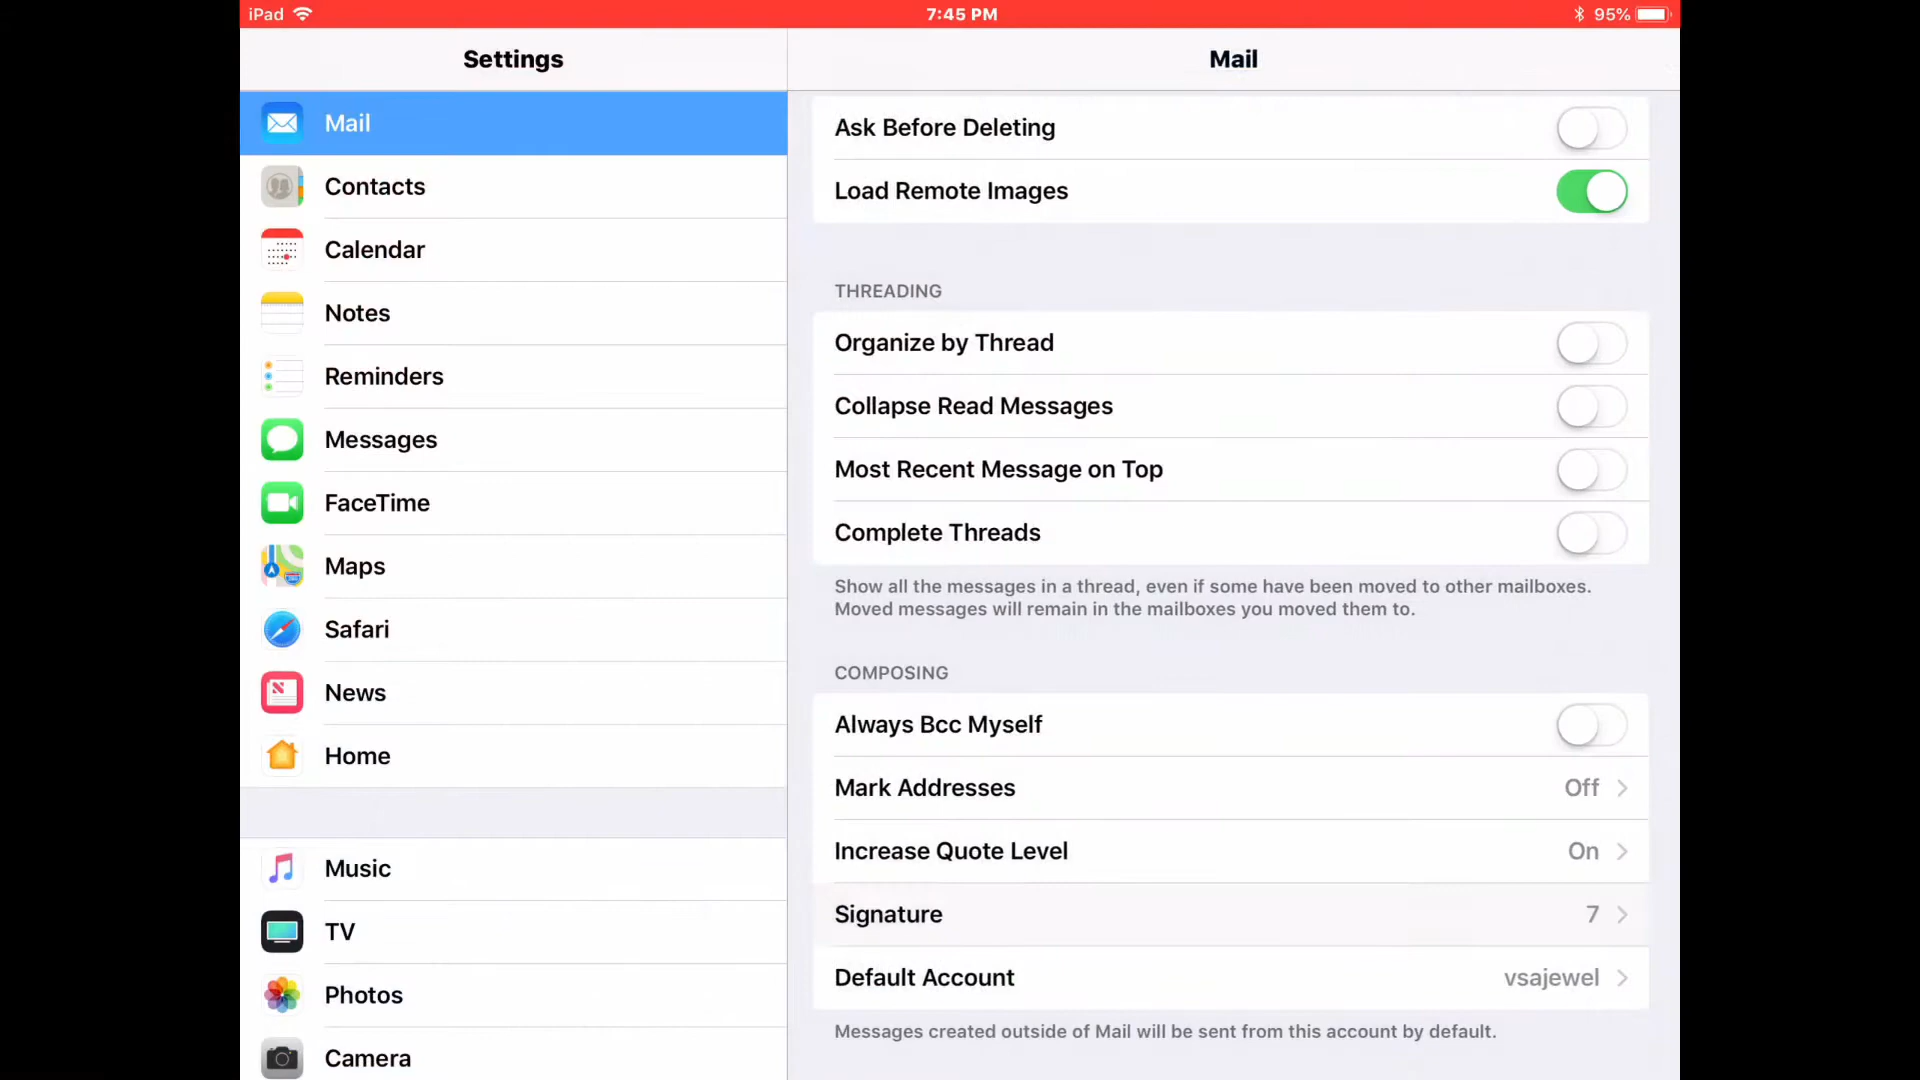 iPad
7:45 PM
95%
Settings
Mail
Contacts
Calendar
Notes
Reminders
Messages
FaceTime
Maps
Safari
News
Home
Music
TV
Photos
Camera
Mail
Ask Before Deleting
Load Remote Images
THREADING
Organize by Thread
Collapse Read Messages
Most Recent Message on Top
Complete Threads
Show all the messages in a thread, even if some have been moved to other mailboxes.
Moved messages will remain in the mailboxes you moved them to.
COMPOSING
Always Bcc Myself
Mark Addresses Off
Increase Quote Level On
Signature 7
Default Account vsajewel
Messages created outside of Mail will be sent from this account by default.